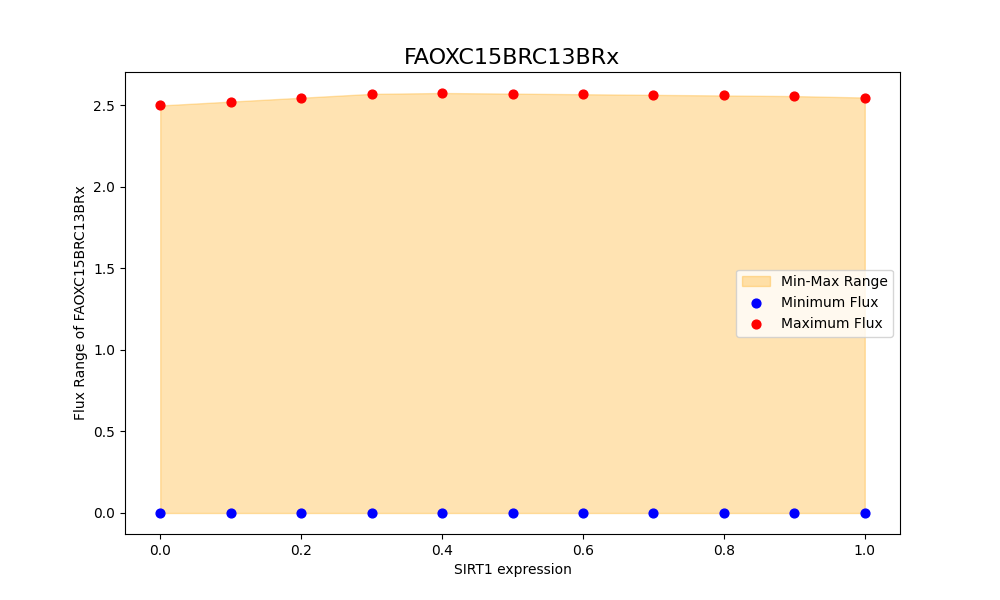 FAOXC15BRC13BRx
Flux Range of FAOXC15BRC13BRx
2.5
2.0
1.5
1.0
0.5
0.0
Min-Max Range
Minimum Flux
Maximum Flux
0.0 0.2 0.4 0.6 0.8 1.0
SIRT1 expression